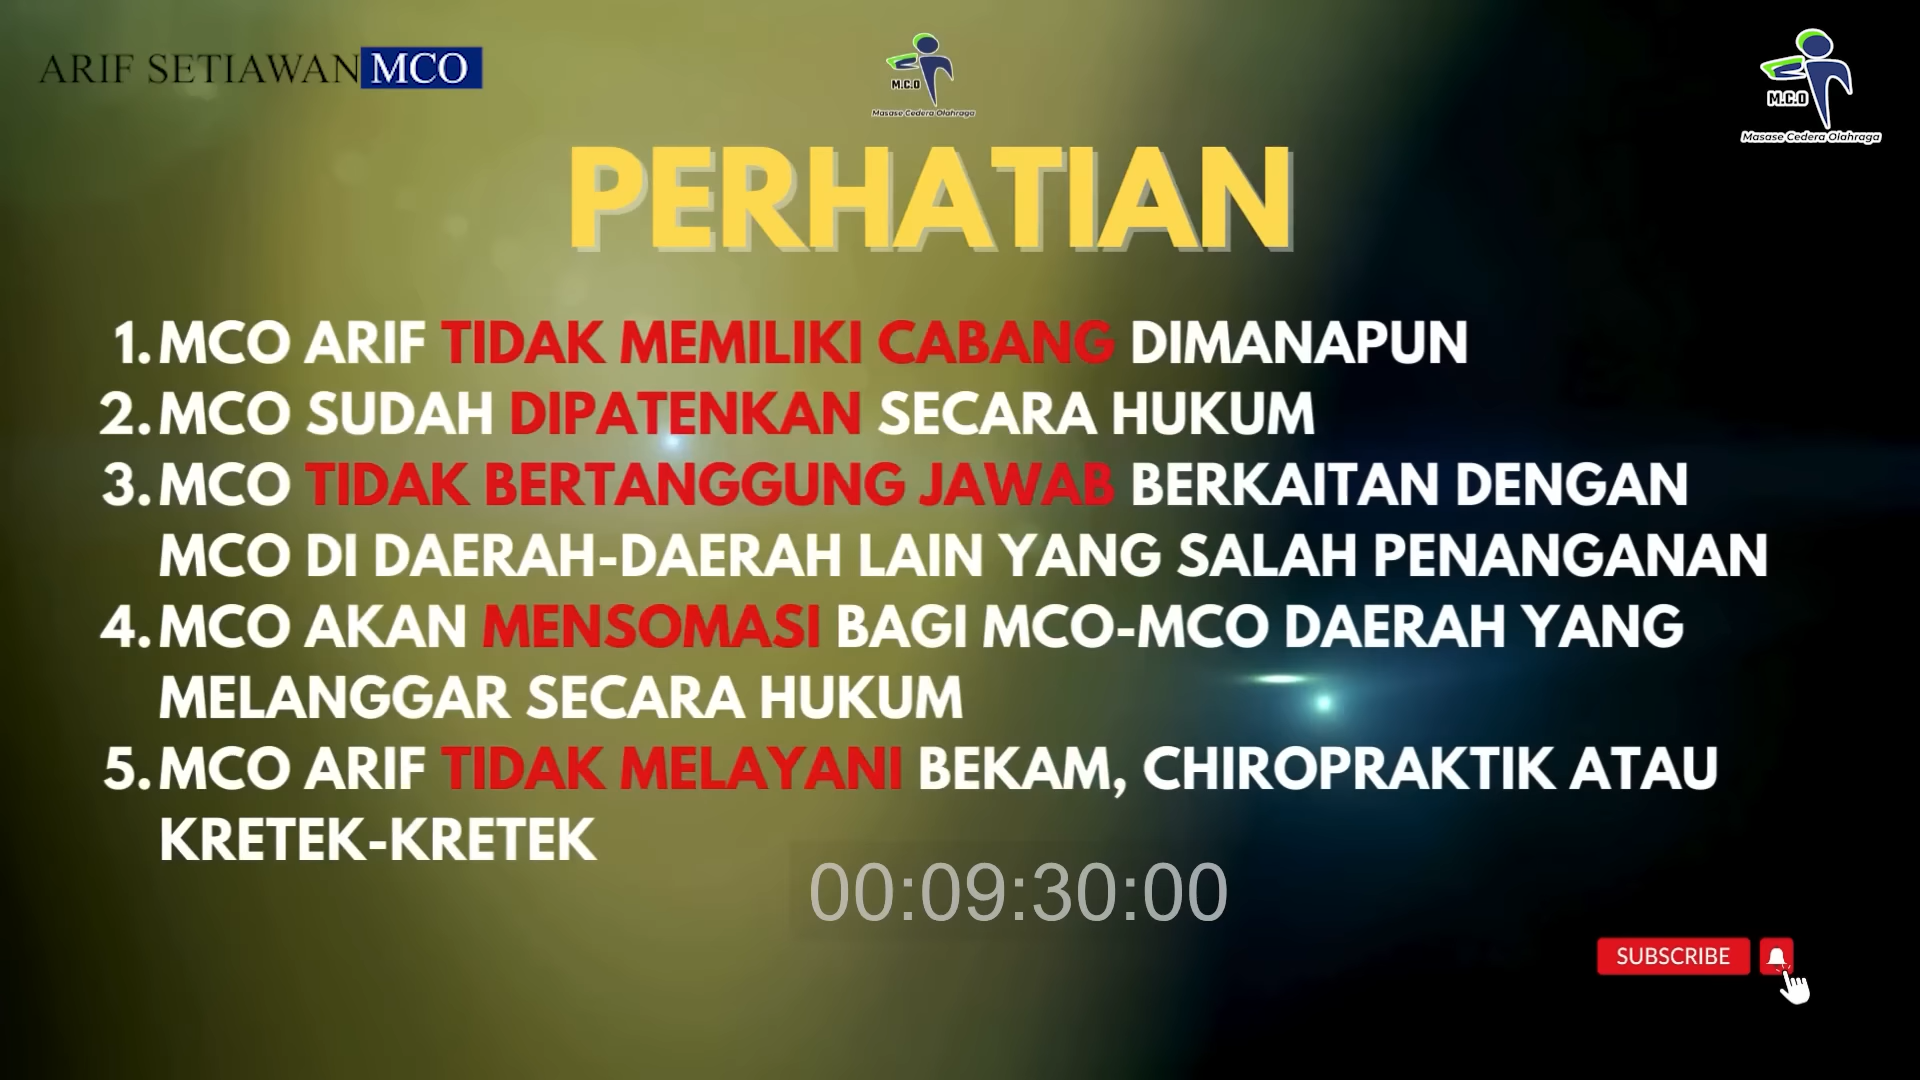 ARIF SETIAWAN MCO
M.C.O
Masase Cedera Olahraga
M.C.O
Masase Cedera Olahraga
PERHATIAN
1. MCO ARIF TIDAK MEMILIKI CABANG DIMANAPUN
2. MCO SUDAH DIPATENKAN SECARA HUKUM
3. MCO TIDAK BERTANGGUNG JAWAB BERKAITAN DENGAN
MCO DI DAERAH-DAERAH LAIN YANG SALAH PENANGANAN
4. MCO AKAN MENSOMASI BAGI MCO-MCO DAERAH YANG
MELANGGAR SECARA HUKUM
5. MCO ARIF TIDAK MELAYANI BEKAM, CHIROPRAKTIK ATAU
KRETEK-KRETEK
00:09:30:00
SUBSCRIBE